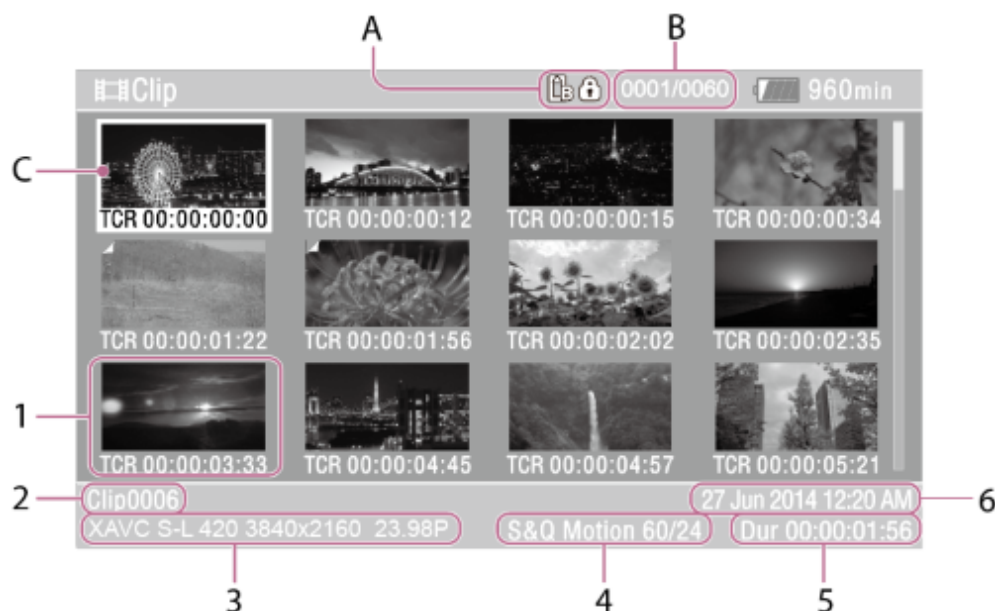 A
B
Clip
B
0001/0060
960min
C
TCR 00:00:00:00
TCR 00:00:00:12
TCR 00:00:00:15
TCR 00:00:00:34
TCR 00:00:01:22
TCR 00:00:01:56
TCR 00:00:02:02
TCR 00:00:02:35
1
TCR 00:00:03:33
TCR 00:00:04:45
TCR 00:00:04:57
TCR 00:00:05:21
2
Clip0006
27 Jun 2014 12:20 AM
6
XAVC S-L 420 3840x2160 23.98P
S&Q Motion 60/24
Dur 00:00:01:56
3
4
5